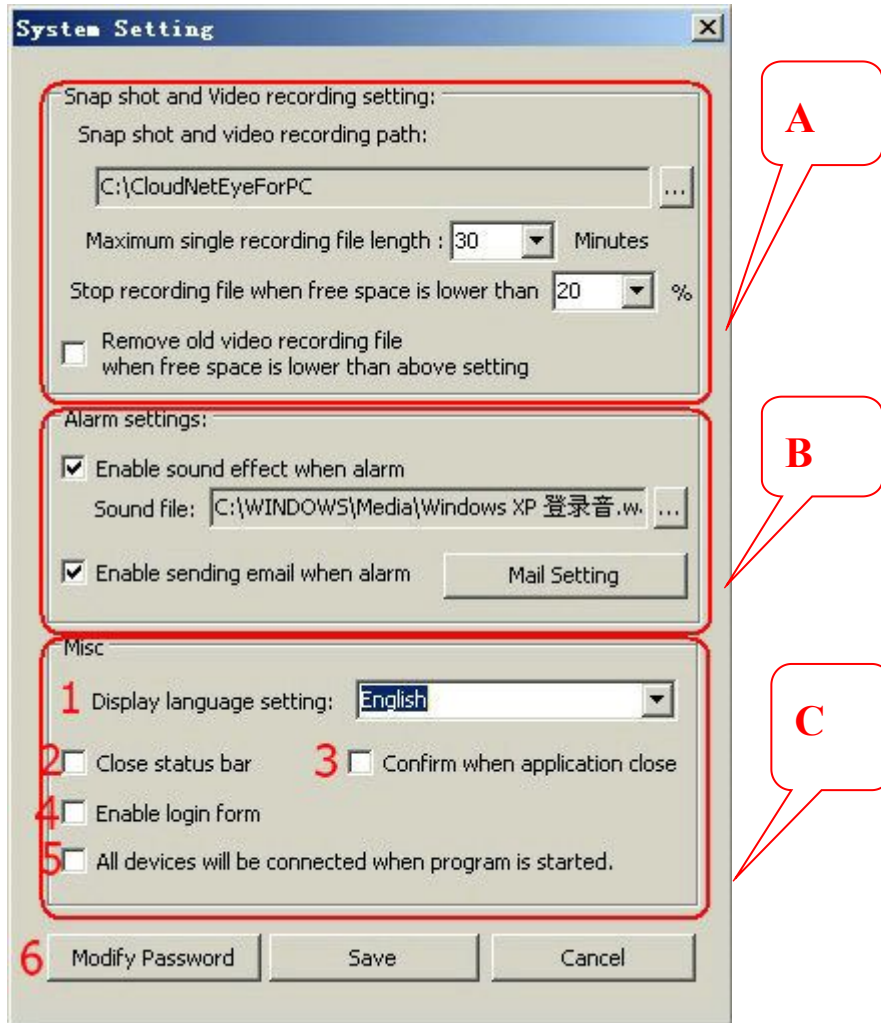 System Setting
Snap shot and Video recording setting:
A
Snap shot and video recording path:
C:\CloudNetEyeForPC ...
Maximum single recording file length : 30 Minutes
Stop recording file when free space is lower than 20 %
Remove old video recording file
when free space is lower than above setting
Alarm settings:
B
Enable sound effect when alarm
Sound file: C:\WINDOWS\Media\Windows XP 登录音.w ...
Enable sending email when alarm Mail Setting
Misc
1 Display language setting: English
C
2 Close status bar 3 Confirm when application close
4 Enable login form
5 All devices will be connected when program is started.
6 Modify Password Save Cancel